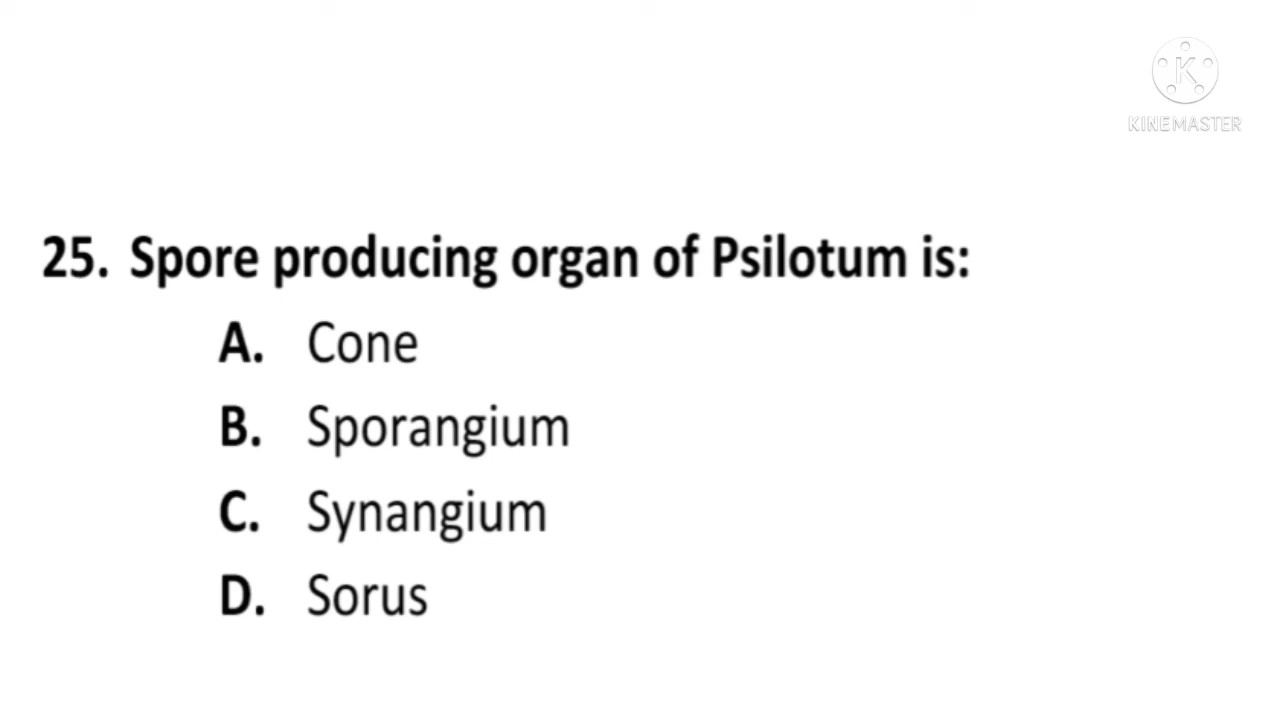 K
KINEMASTER
25. Spore producing organ of Psilotum is:
A. Cone
B. Sporangium
C. Synangium
D. Sorus